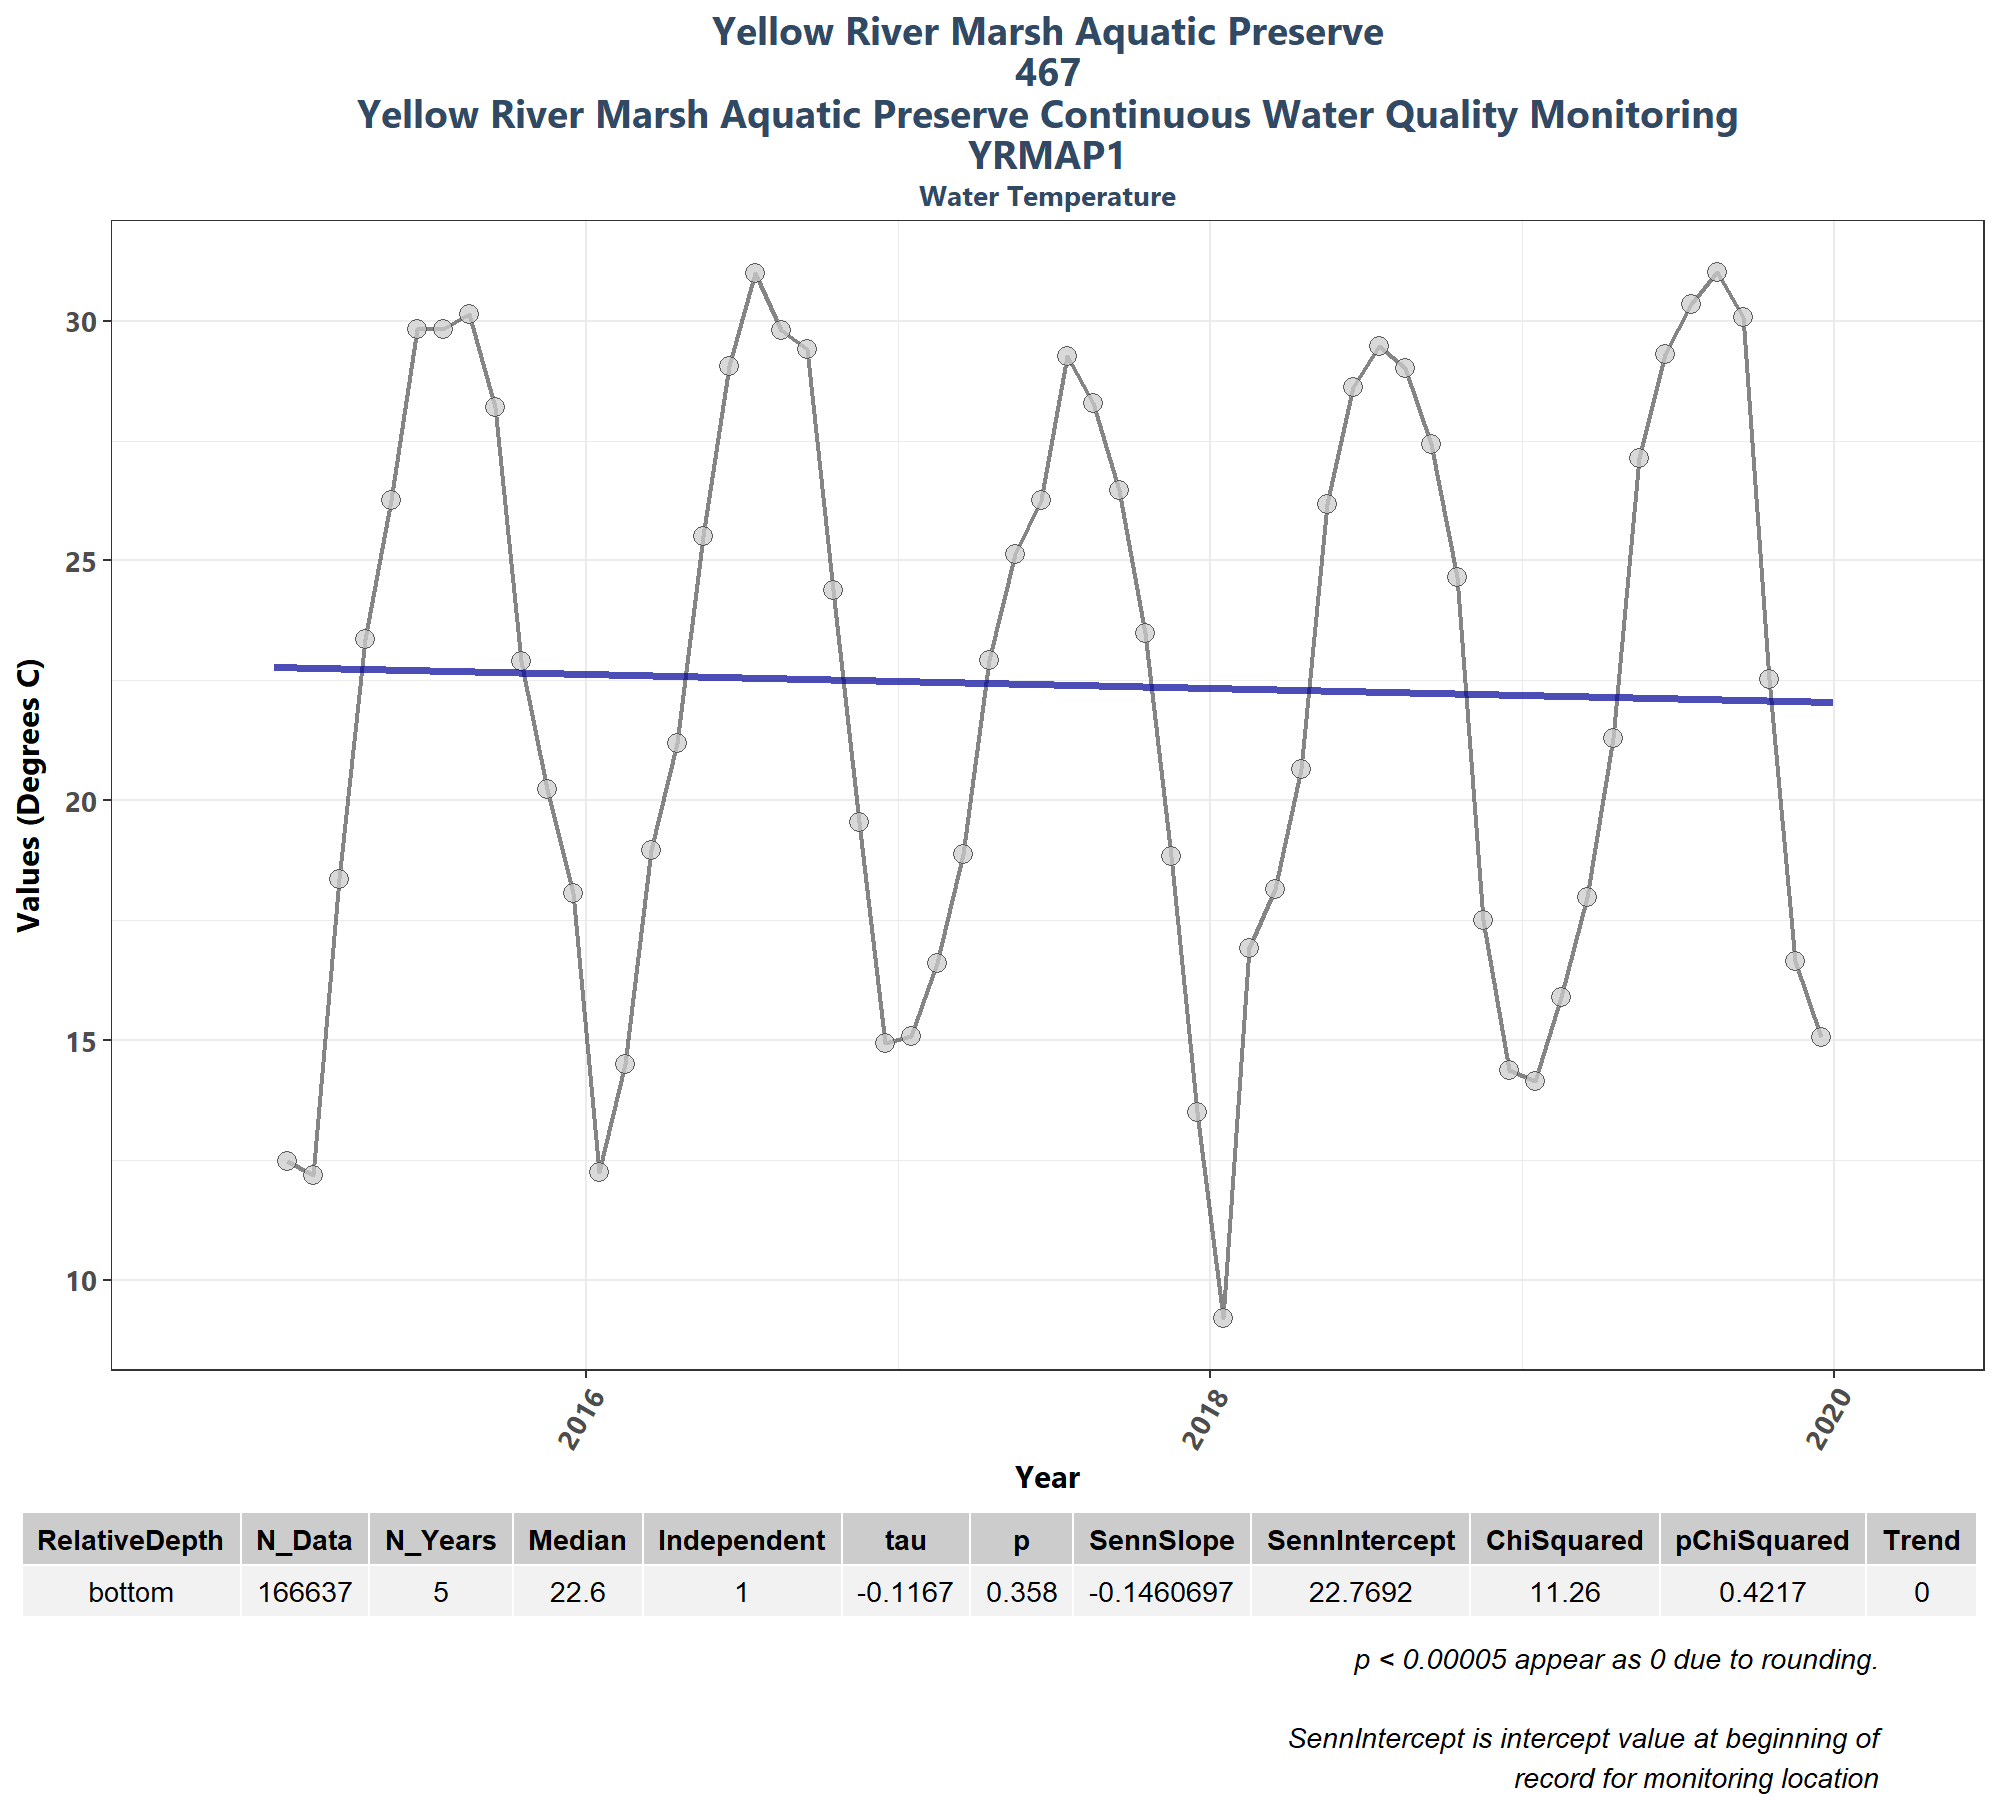 Yellow River Marsh Aquatic Preserve
467
Yellow River Marsh Aquatic Preserve Continuous Water Quality Monitoring
YRMAP1
Water Temperature
Values (Degrees C)
30
25
20
15
10
2016
2018
2020
Year
RelativeDepth N_Data N_Years Median Independent tau p SennSlope SennIntercept ChiSquared pChiSquared Trend
bottom 166637 5 22.6 1 -0.1167 0.358 -0.1460697 22.7692 11.26 0.4217 0
p < 0.00005 appear as 0 due to rounding.
SennIntercept is intercept value at beginning of
record for monitoring location